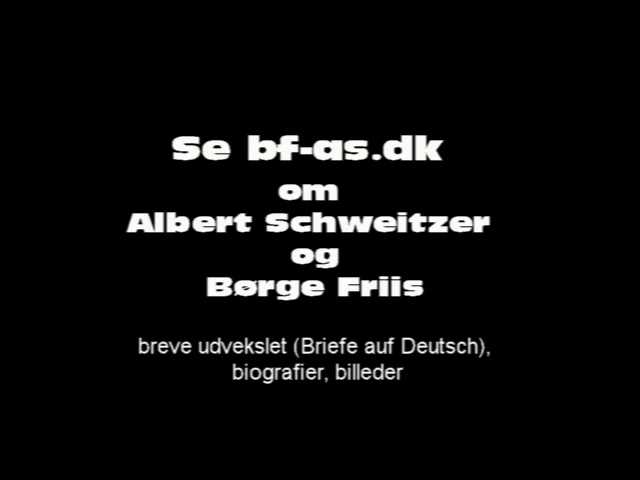 Se bf-as.dk
om
Albert Schweitzer
og
Børge Friis
breve udvekslet (Briefe auf Deutsch),
biografier, billeder